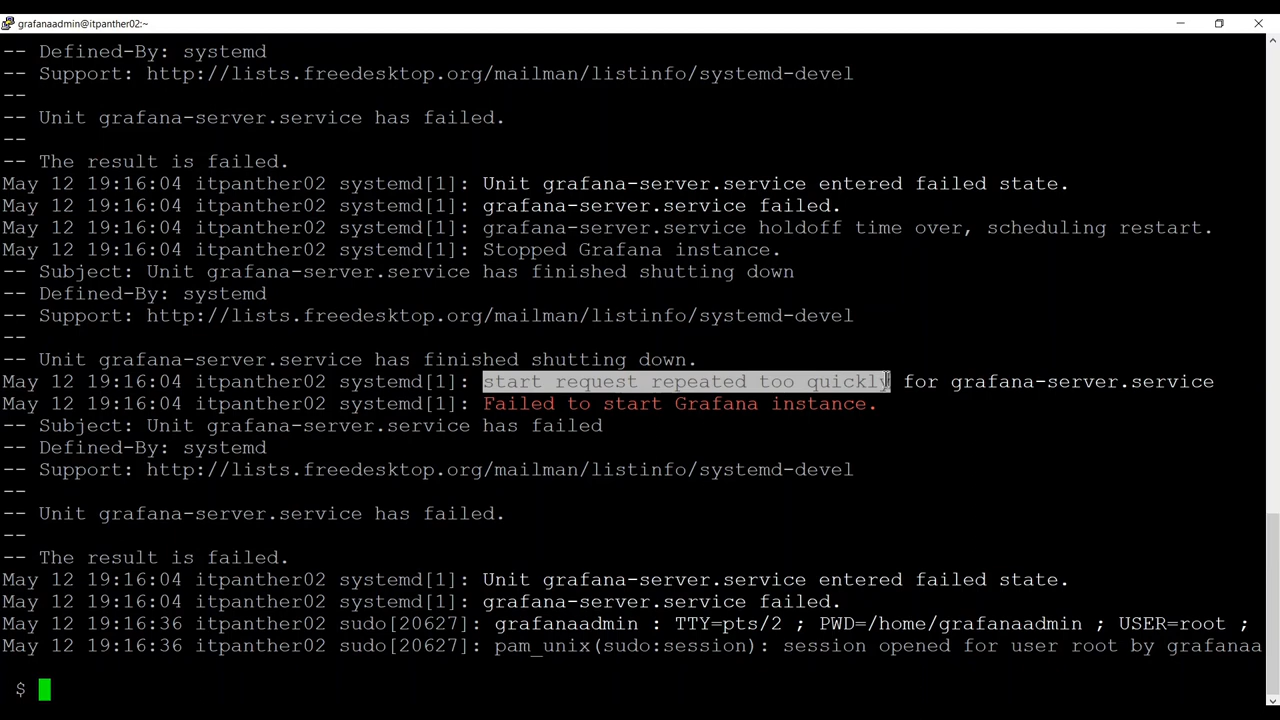 grafanaadmin@itpanther02:~
-- Defined-By: systemd
-- Support: http://lists.freedesktop.org/mailman/listinfo/systemd-devel
--
-- Unit grafana-server.service has failed.
--
-- The result is failed.
May 12 19:16:04 itpanther02 systemd[1]: Unit grafana-server.service entered failed state.
May 12 19:16:04 itpanther02 systemd[1]: grafana-server.service failed.
May 12 19:16:04 itpanther02 systemd[1]: grafana-server.service holdoff time over, scheduling restart.
May 12 19:16:04 itpanther02 systemd[1]: Stopped Grafana instance.
-- Subject: Unit grafana-server.service has finished shutting down
-- Defined-By: systemd
-- Support: http://lists.freedesktop.org/mailman/listinfo/systemd-devel
--
-- Unit grafana-server.service has finished shutting down.
May 12 19:16:04 itpanther02 systemd[1]: start request repeated too quickly for grafana-server.service
May 12 19:16:04 itpanther02 systemd[1]: Failed to start Grafana instance.
-- Subject: Unit grafana-server.service has failed
-- Defined-By: systemd
-- Support: http://lists.freedesktop.org/mailman/listinfo/systemd-devel
--
-- Unit grafana-server.service has failed.
--
-- The result is failed.
May 12 19:16:04 itpanther02 systemd[1]: Unit grafana-server.service entered failed state.
May 12 19:16:04 itpanther02 systemd[1]: grafana-server.service failed.
May 12 19:16:36 itpanther02 sudo[20627]: grafanaadmin : TTY=pts/2 ; PWD=/home/grafanaadmin ; USER=root ;
May 12 19:16:36 itpanther02 sudo[20627]: pam_unix(sudo:session): session opened for user root by grafanaa
$